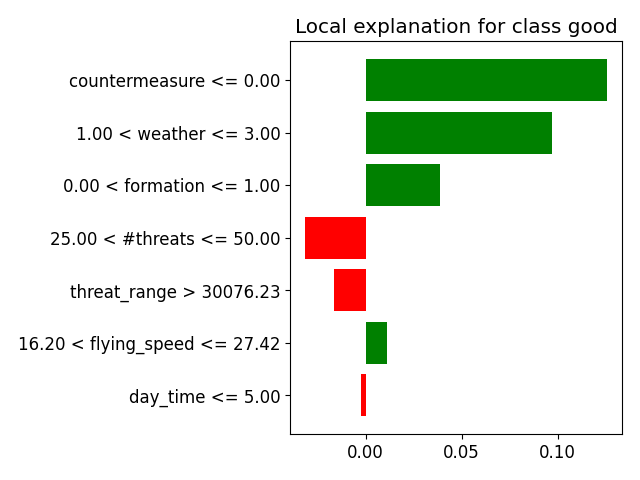 Local explanation for class good
countermeasure <= 0.00
1.00 < weather <= 3.00
0.00 < formation <= 1.00
25.00 < #threats <= 50.00
threat_range > 30076.23
16.20 < flying_speed <= 27.42
day_time <= 5.00
0.00 0.05 0.10